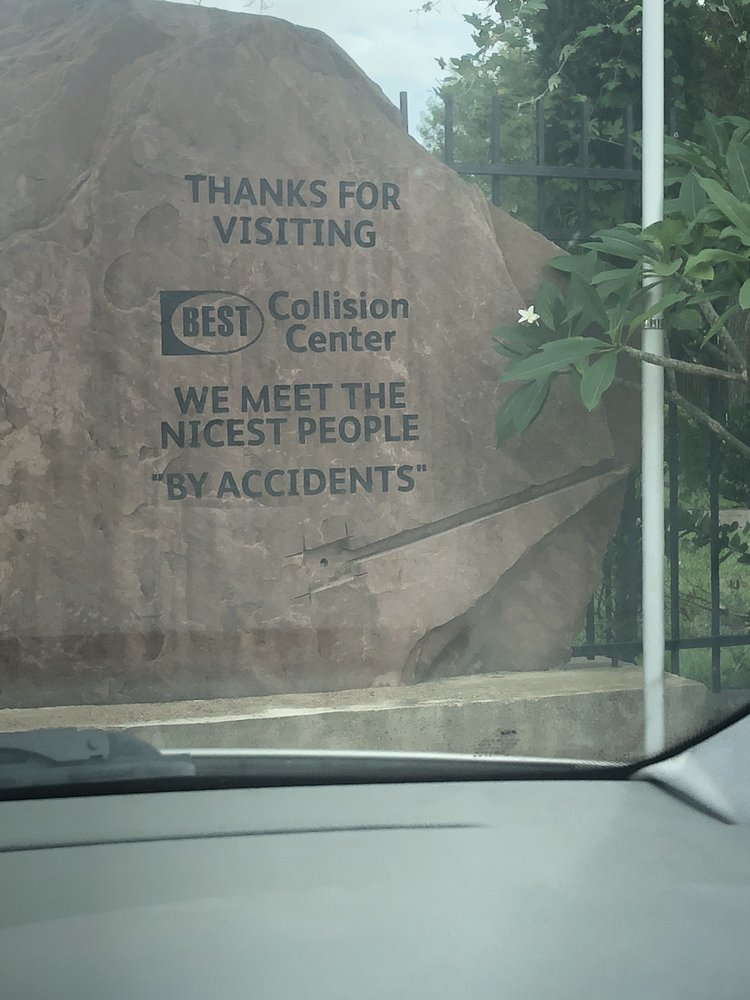 THANKS FOR
VISITING
BEST Collision
Center
WE MEET THE
NICEST PEOPLE
"BY ACCIDENTS"